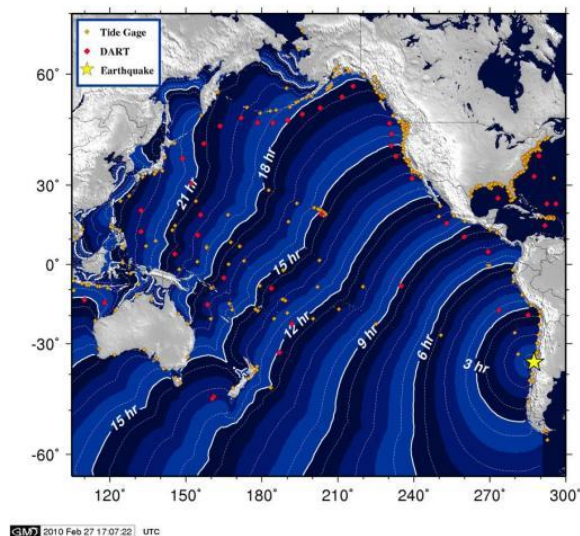 Tide Gage
DART
Earthquake
60°
30°
0°
-30°
-60°
21 hr
18 hr
15 hr
12 hr
9 hr
6 hr
3 hr
15 hr
120° 150° 180° 210° 240° 270° 300°
GMD 2010 Feb 27 17:07:22 UTC